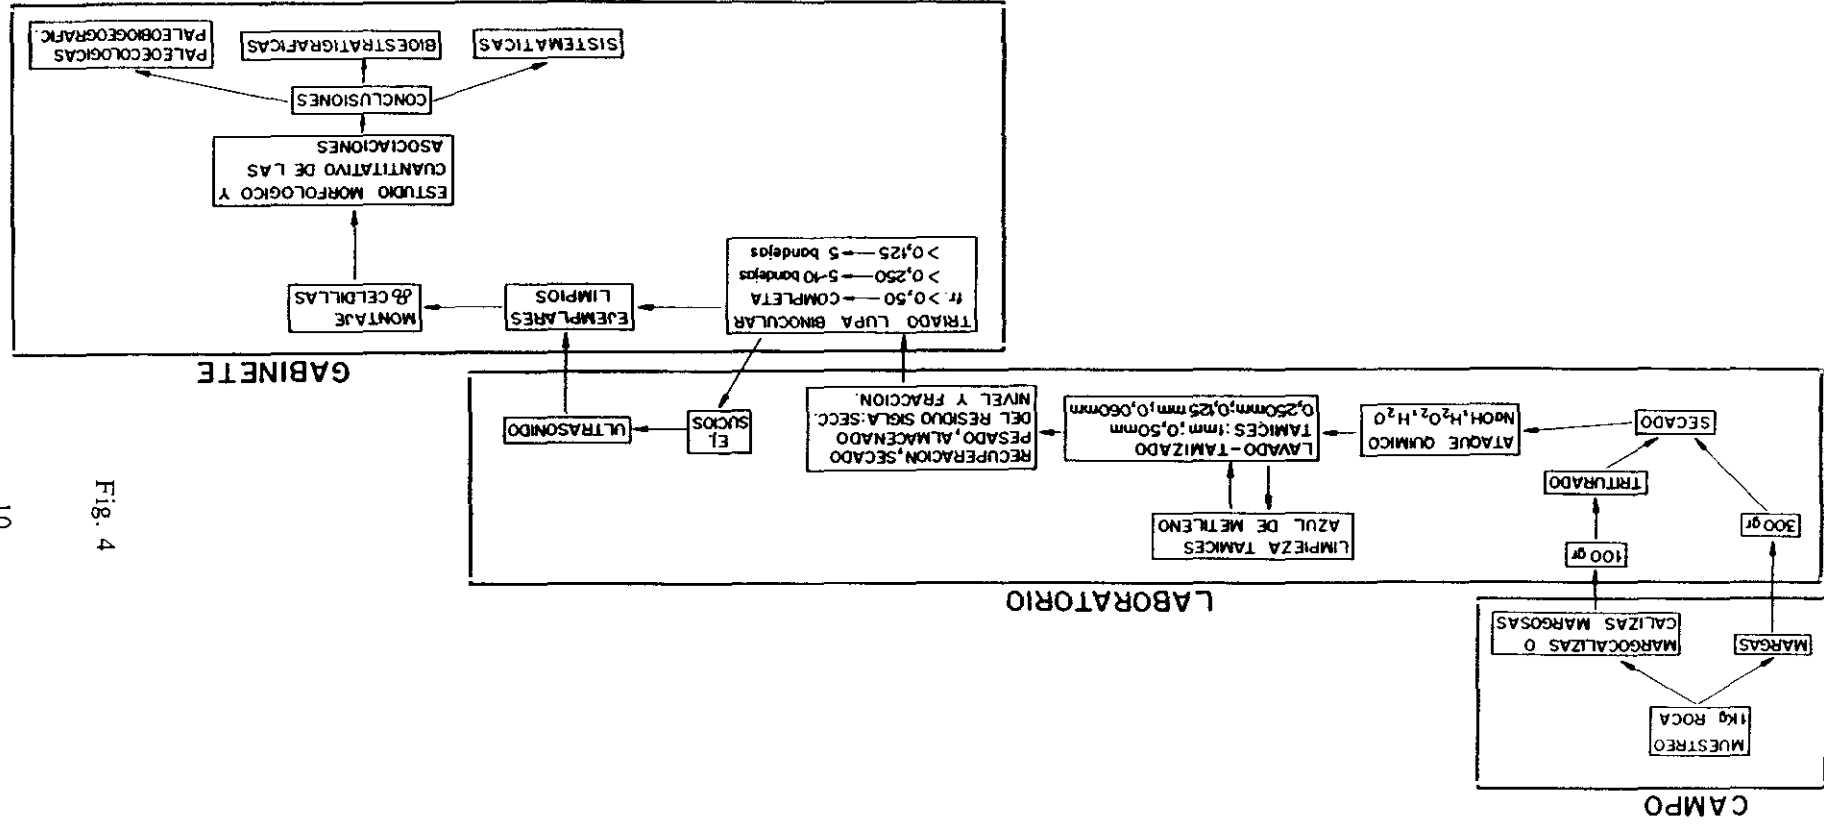 CAMPO
MUESTREO
1Kg ROCA
MARGAS
MARGOCALIZAS O
CALIZAS MARGOSAS
LABORATORIO
300 gr
100 gr
TRITURADO
SECADO
ATAQUE QUIMICO
NaOH, H₂O₂, H₂O
LIMPIEZA TAMICES
AZUL DE METILENO
LAVADO-TAMIZADO
TAMICES: 1mm; 0,50mm
0,250mm; 0,125 mm; 0,060mm
RECUPERACION, SECADO
PESADO, ALMACENADO
DEL RESIDUO SIGLA: SECC.
NIVEL Y FRACCION.
EJ.
SUCIOS
ULTRASONIDO
GABINETE
TRIADO LUPA BINOCULAR
fr. >0,50 → COMPLETA
>0,250 → 5-10 bandejas
>0,125 → 5 bandejas
EJEMPLARES
LIMPIOS
MONTAJE
CELDILLAS
ESTUDIO MORFOLOGICO Y
CUANTITATIVO DE LAS
ASOCIACIONES
CONCLUSIONES
SISTEMATICAS
BIOESTRATIGRAFICAS
PALEOECOLOGICAS
PALEOBIOGEOGRAFIC.
Fig. 4
10